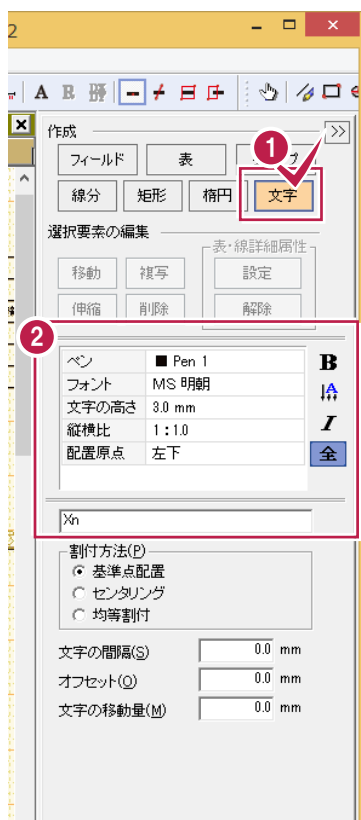 2
A B
作成
>>
フィールド 表 プ
1
線分 矩形 楕円 文字
選択要素の編集
表・線詳細属性
移動 複写 設定
伸縮 削除 解除
2
ペン Pen 1 B
フォント MS 明朝 A
文字の高さ 3.0 mm
縦横比 1:1.0 I
配置原点 左下 全
Xn
割付方法(P)
基準点配置
センタリング
均等割付
文字の間隔(S) 0.0 mm
オフセット(O) 0.0 mm
文字の移動量(M) 0.0 mm